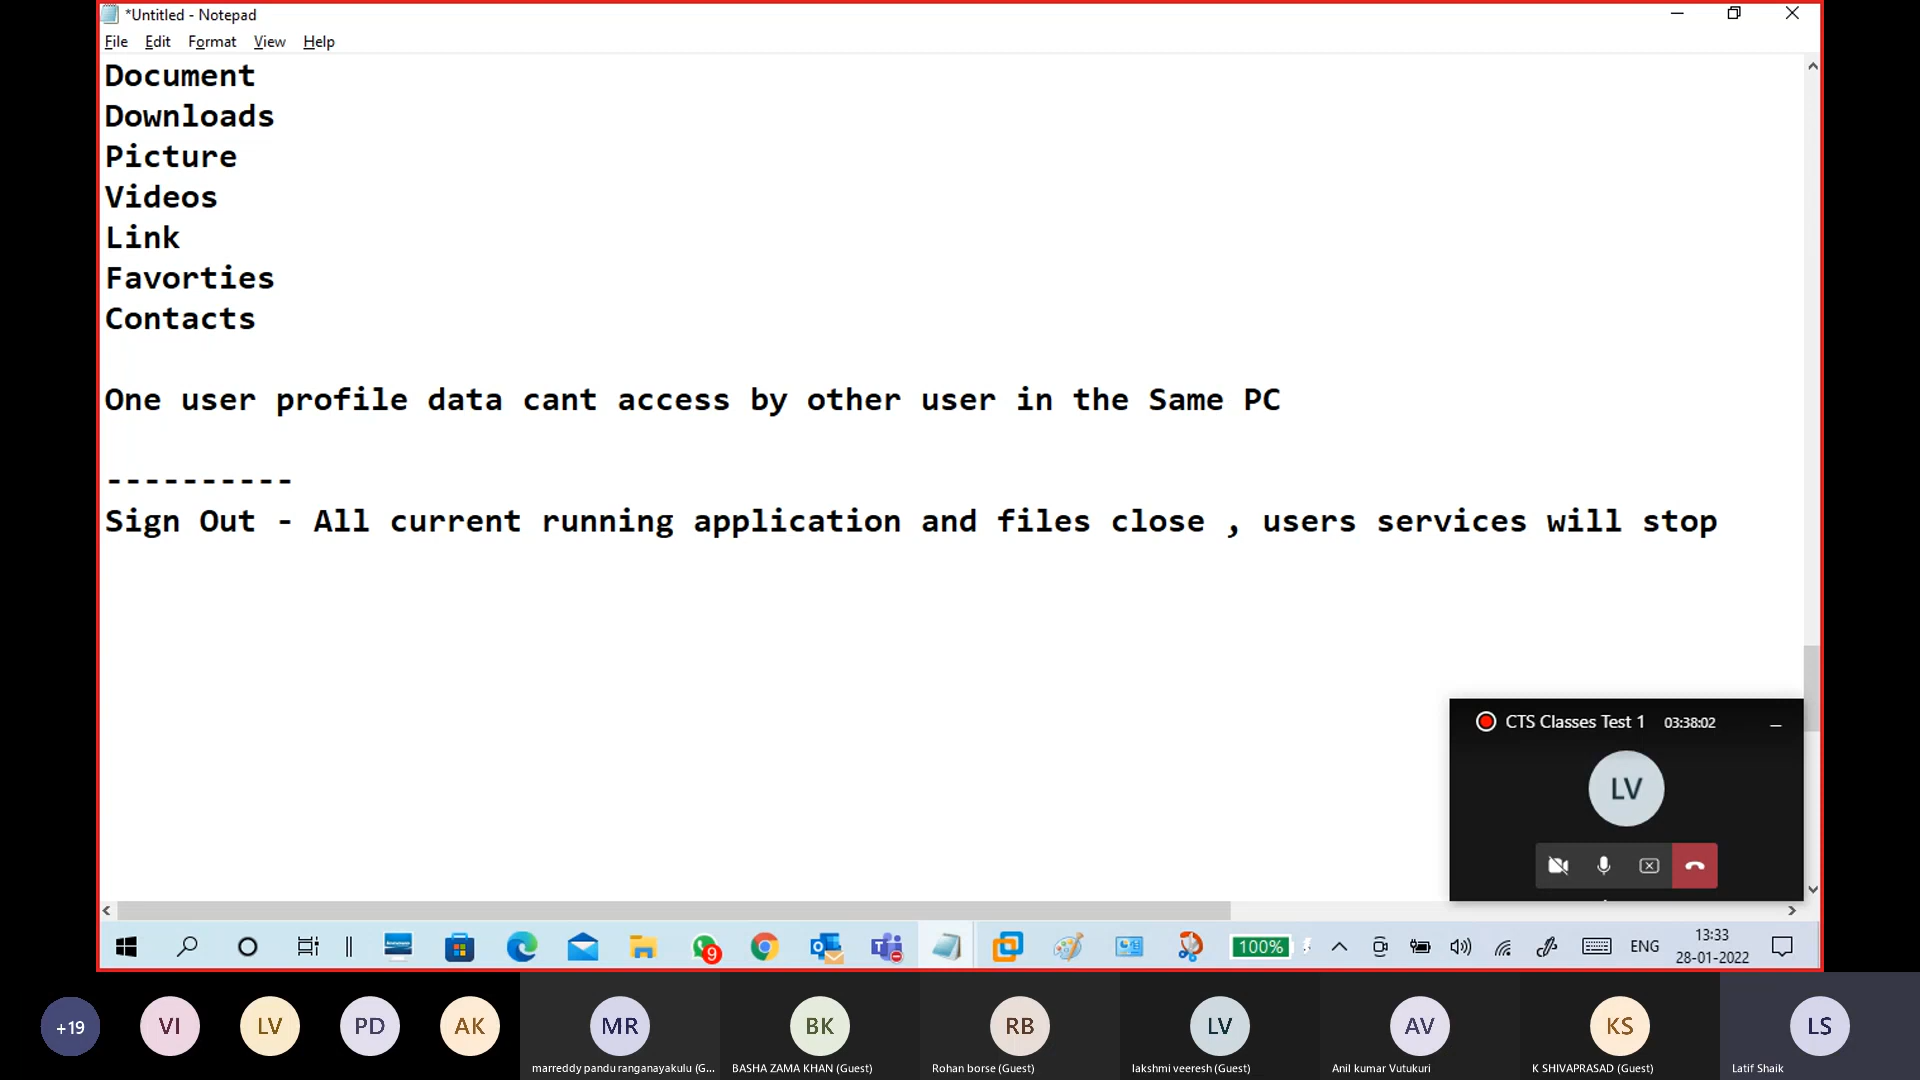 *Untitled - Notepad
File Edit Format View Help
Document
Downloads
Picture
Videos
Link
Favorties
Contacts
One user profile data cant access by other user in the Same PC
----------
Sign Out - All current running application and files close , users services will stop
CTS Classes Test 1 03:38:02
LV
9
100%
ENG
13:33
28-01-2022
+19 VI LV PD AK MR BK RB LV AV KS LS
marreddy pandu ranganayakulu (G... BASHA ZAMA KHAN (Guest) Rohan borse (Guest) lakshmi veeresh (Guest) Anil kumar Vutukuri K SHIVAPRASAD (Guest) Latif Shaik